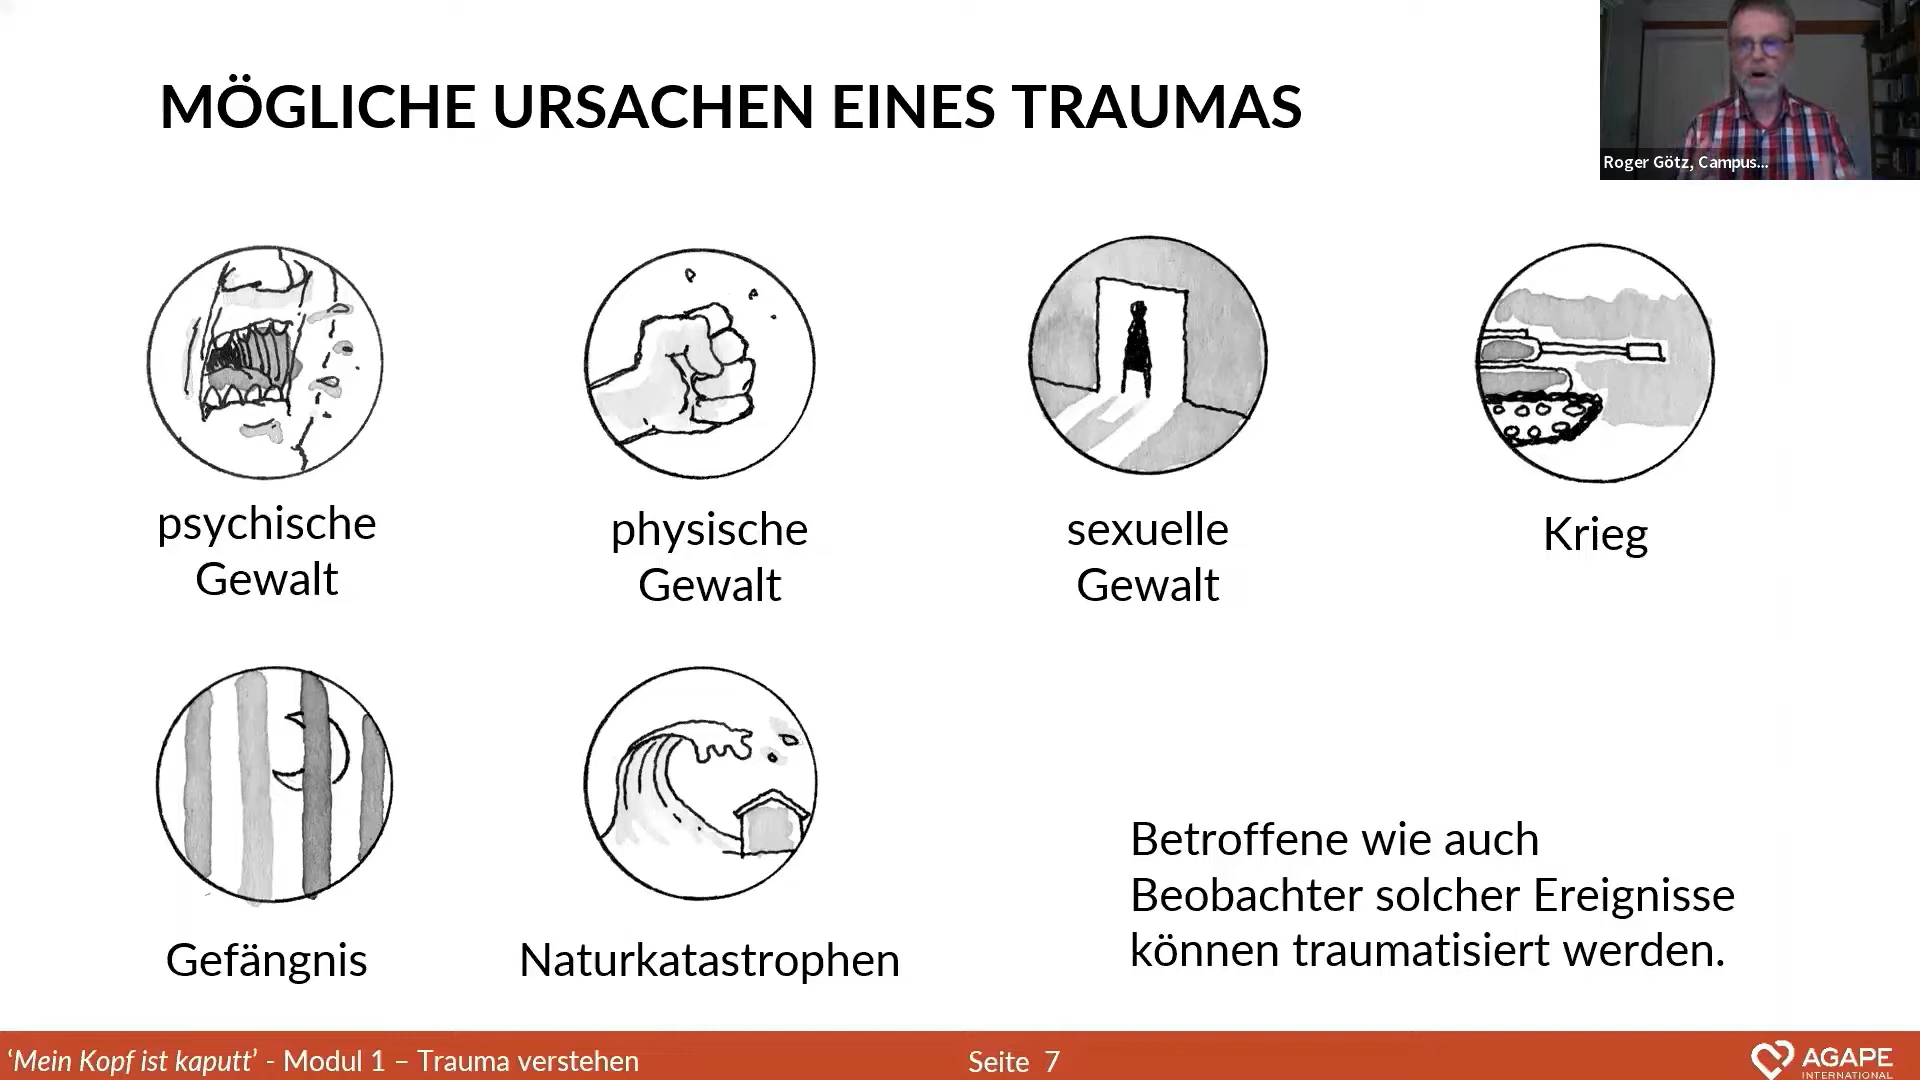 MÖGLICHE URSACHEN EINES TRAUMAS
Roger Götz, Campus...
psychische
Gewalt
physische
Gewalt
sexuelle
Gewalt
Krieg
Gefängnis
Naturkatastrophen
Betroffene wie auch
Beobachter solcher Ereignisse
können traumatisiert werden.
‘Mein Kopf ist kaputt’ - Modul 1 – Trauma verstehen
Seite 7
AGAPE
INTERNATIONAL